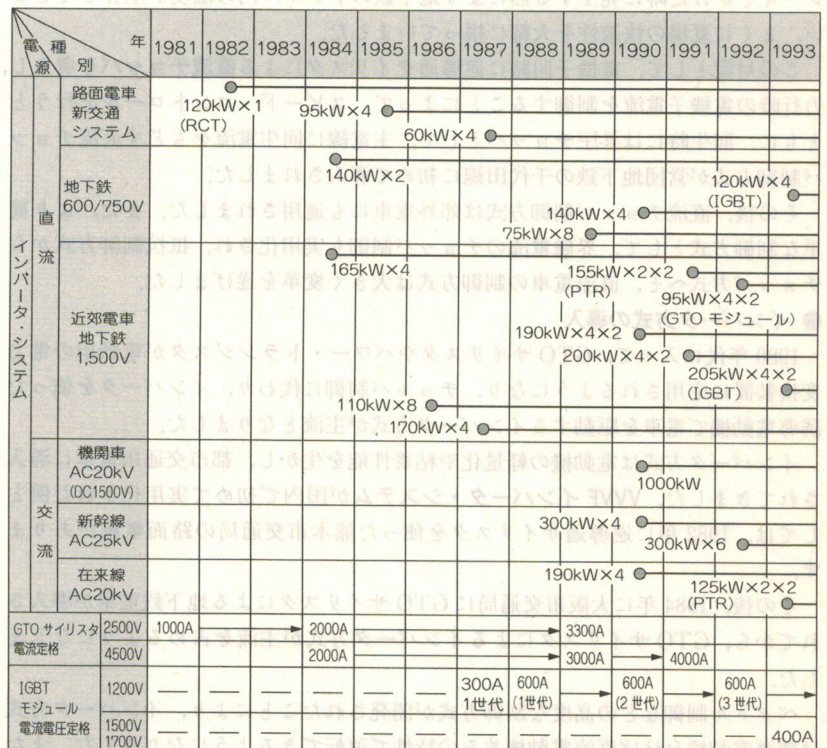 電源
種別
年
1981 1982 1983 1984 1985 1986 1987 1988 1989 1990 1991 1992 1993
インバータ・システム
直流
路面電車
新交通
システム
120kW×1
(RCT)
95kW×4
60kW×4
地下鉄
600/750V
140kW×2
120kW×4
(IGBT)
140kW×4
75kW×8
近郊電車
地下鉄
1,500V
165kW×4
155kW×2×2
(PTR)
95kW×4×2
(GTO モジュール)
190kW×4×2
200kW×4×2
205kW×4×2
(IGBT)
110kW×8
170kW×4
交流
機関車
AC20kV
(DC1500V)
1000kW
新幹線
AC25kV
300kW×4
300kW×6
在来線
AC20kV
190kW×4
125kW×2×2
(PTR)
GTO サイリスタ
電流定格
2500V 1000A 2000A 3300A
4500V 2000A 3000A 4000A
IGBT
モジュール
電流電圧定格
1200V
300A
1世代
600A
(1世代)
600A
(2世代)
600A
(3世代)
1500V
1700V
400A